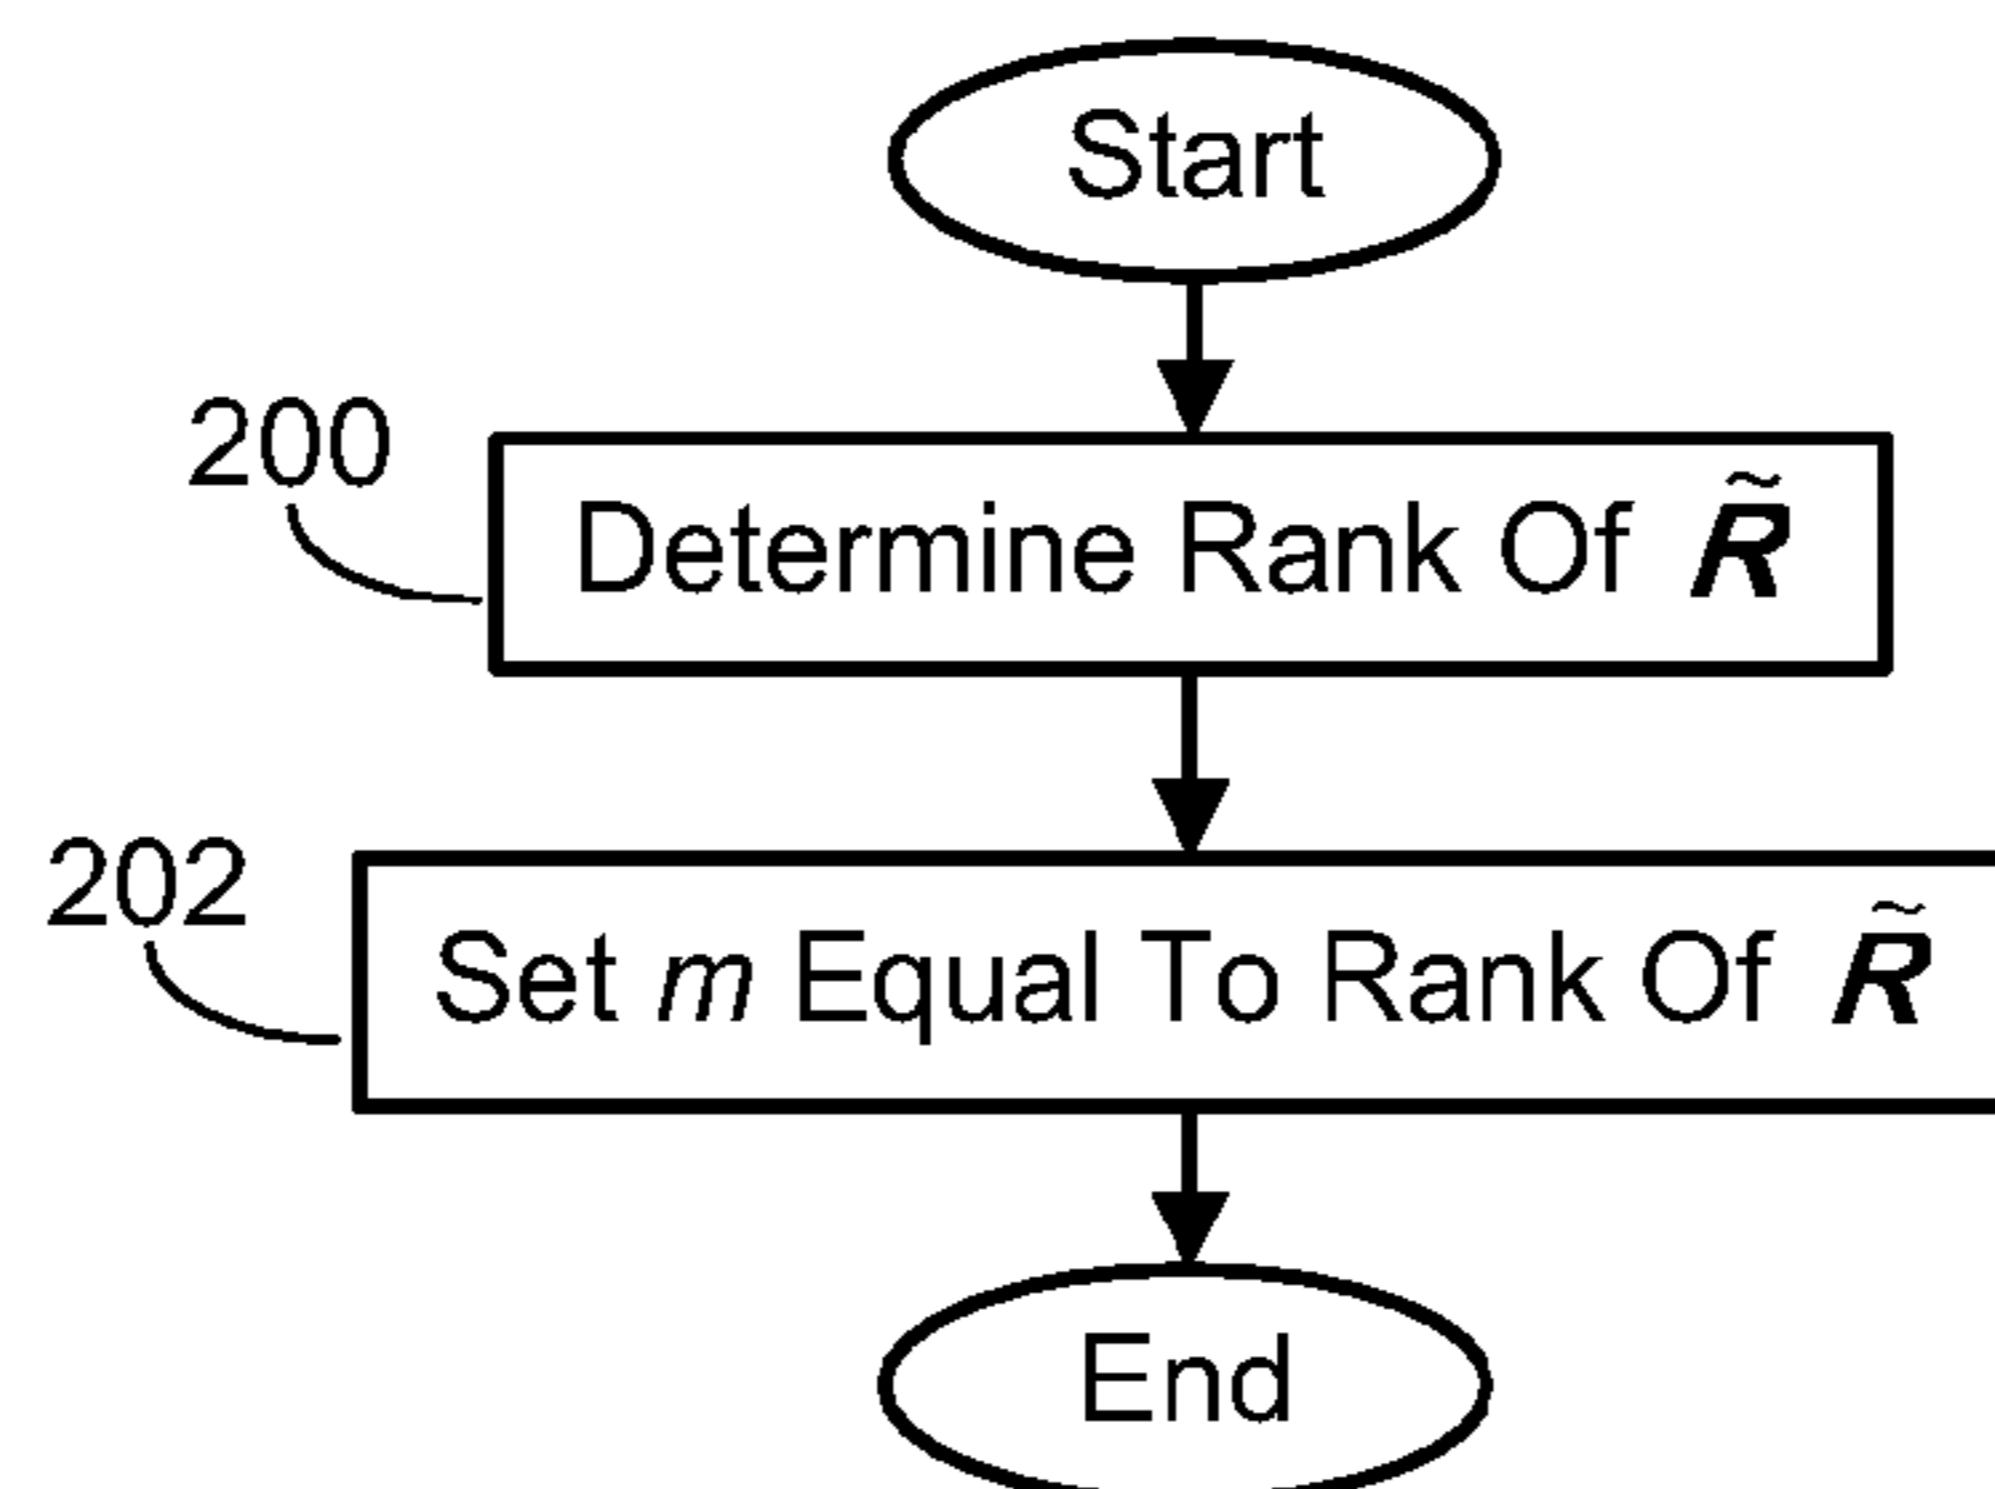 Start
200
Determine Rank Of R̃
202
Set m Equal To Rank Of R̃
End